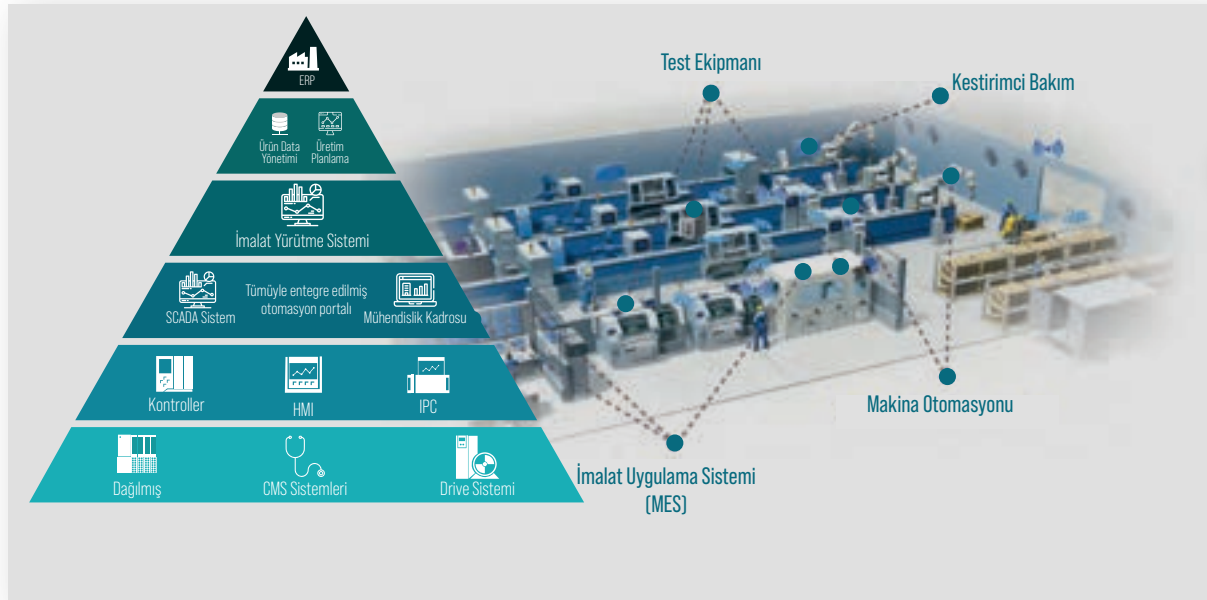 ERP
Ürün Data
Yönetimi
Üretim
Planlama
İmalat Yürütme Sistemi
SCADA Sistem
Tümüyle entegre edilmiş
otomasyon portalı
Mühendislik Kadrosu
Kontroller
HMI
IPC
Dağılmış
CMS Sistemleri
Drive Sistemi
Test Ekipmanı
Kestirimci Bakım
Makina Otomasyonu
İmalat Uygulama Sistemi
(MES)